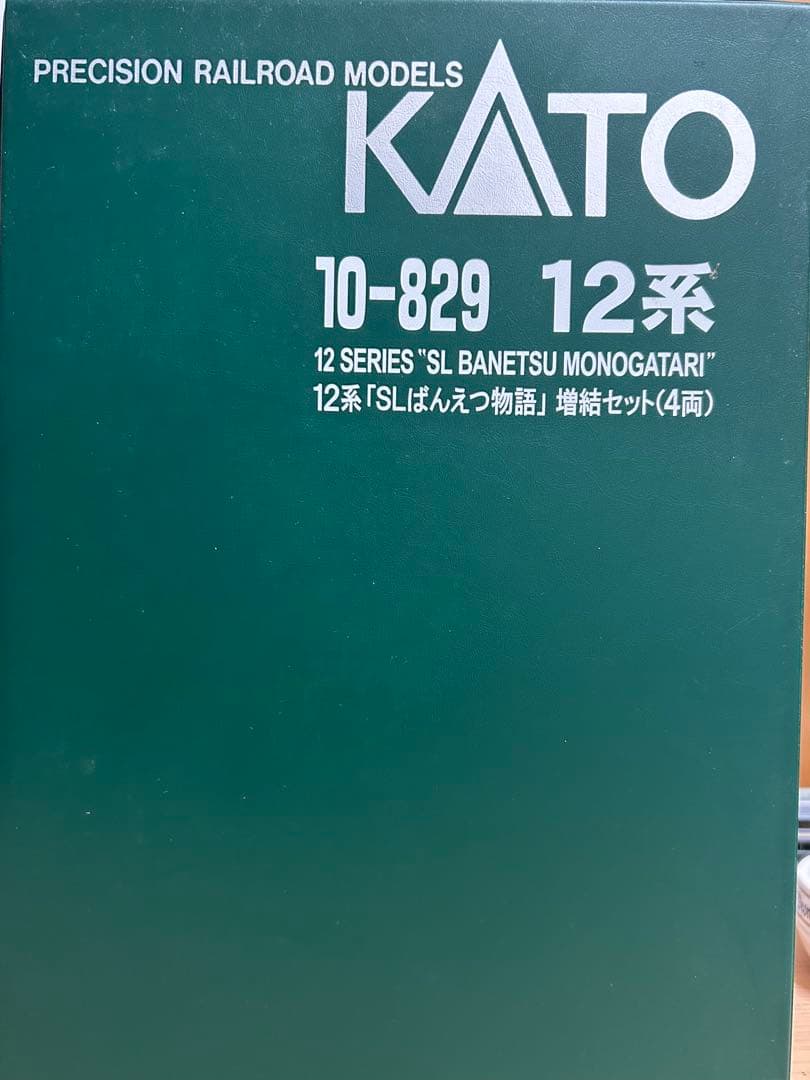 PRECISION RAILROAD MODELS
KATO
10-829 12系
12 SERIES "SL BANETSU MONOGATARI"
12系「SLばんえつ物語」増結セット(4両)